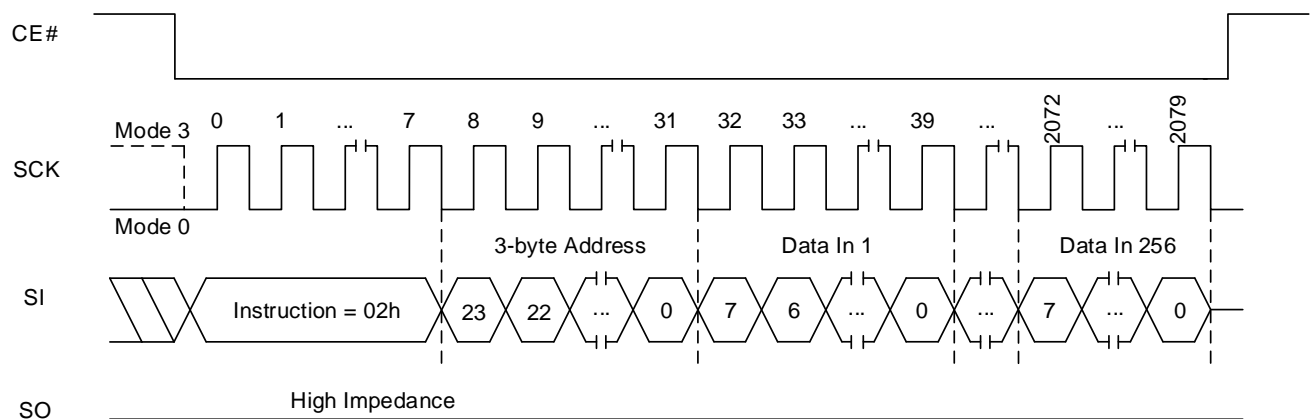 CE#
0 1 ... 7 8 9 ... 31 32 33 ... 39 ... 2072 ... 2079
Mode 3
SCK
Mode 0
3-byte Address Data In 1 Data In 256
SI Instruction = 02h 23 22 ... 0 7 6 ... 0 ... 7 ... 0
High Impedance
SO